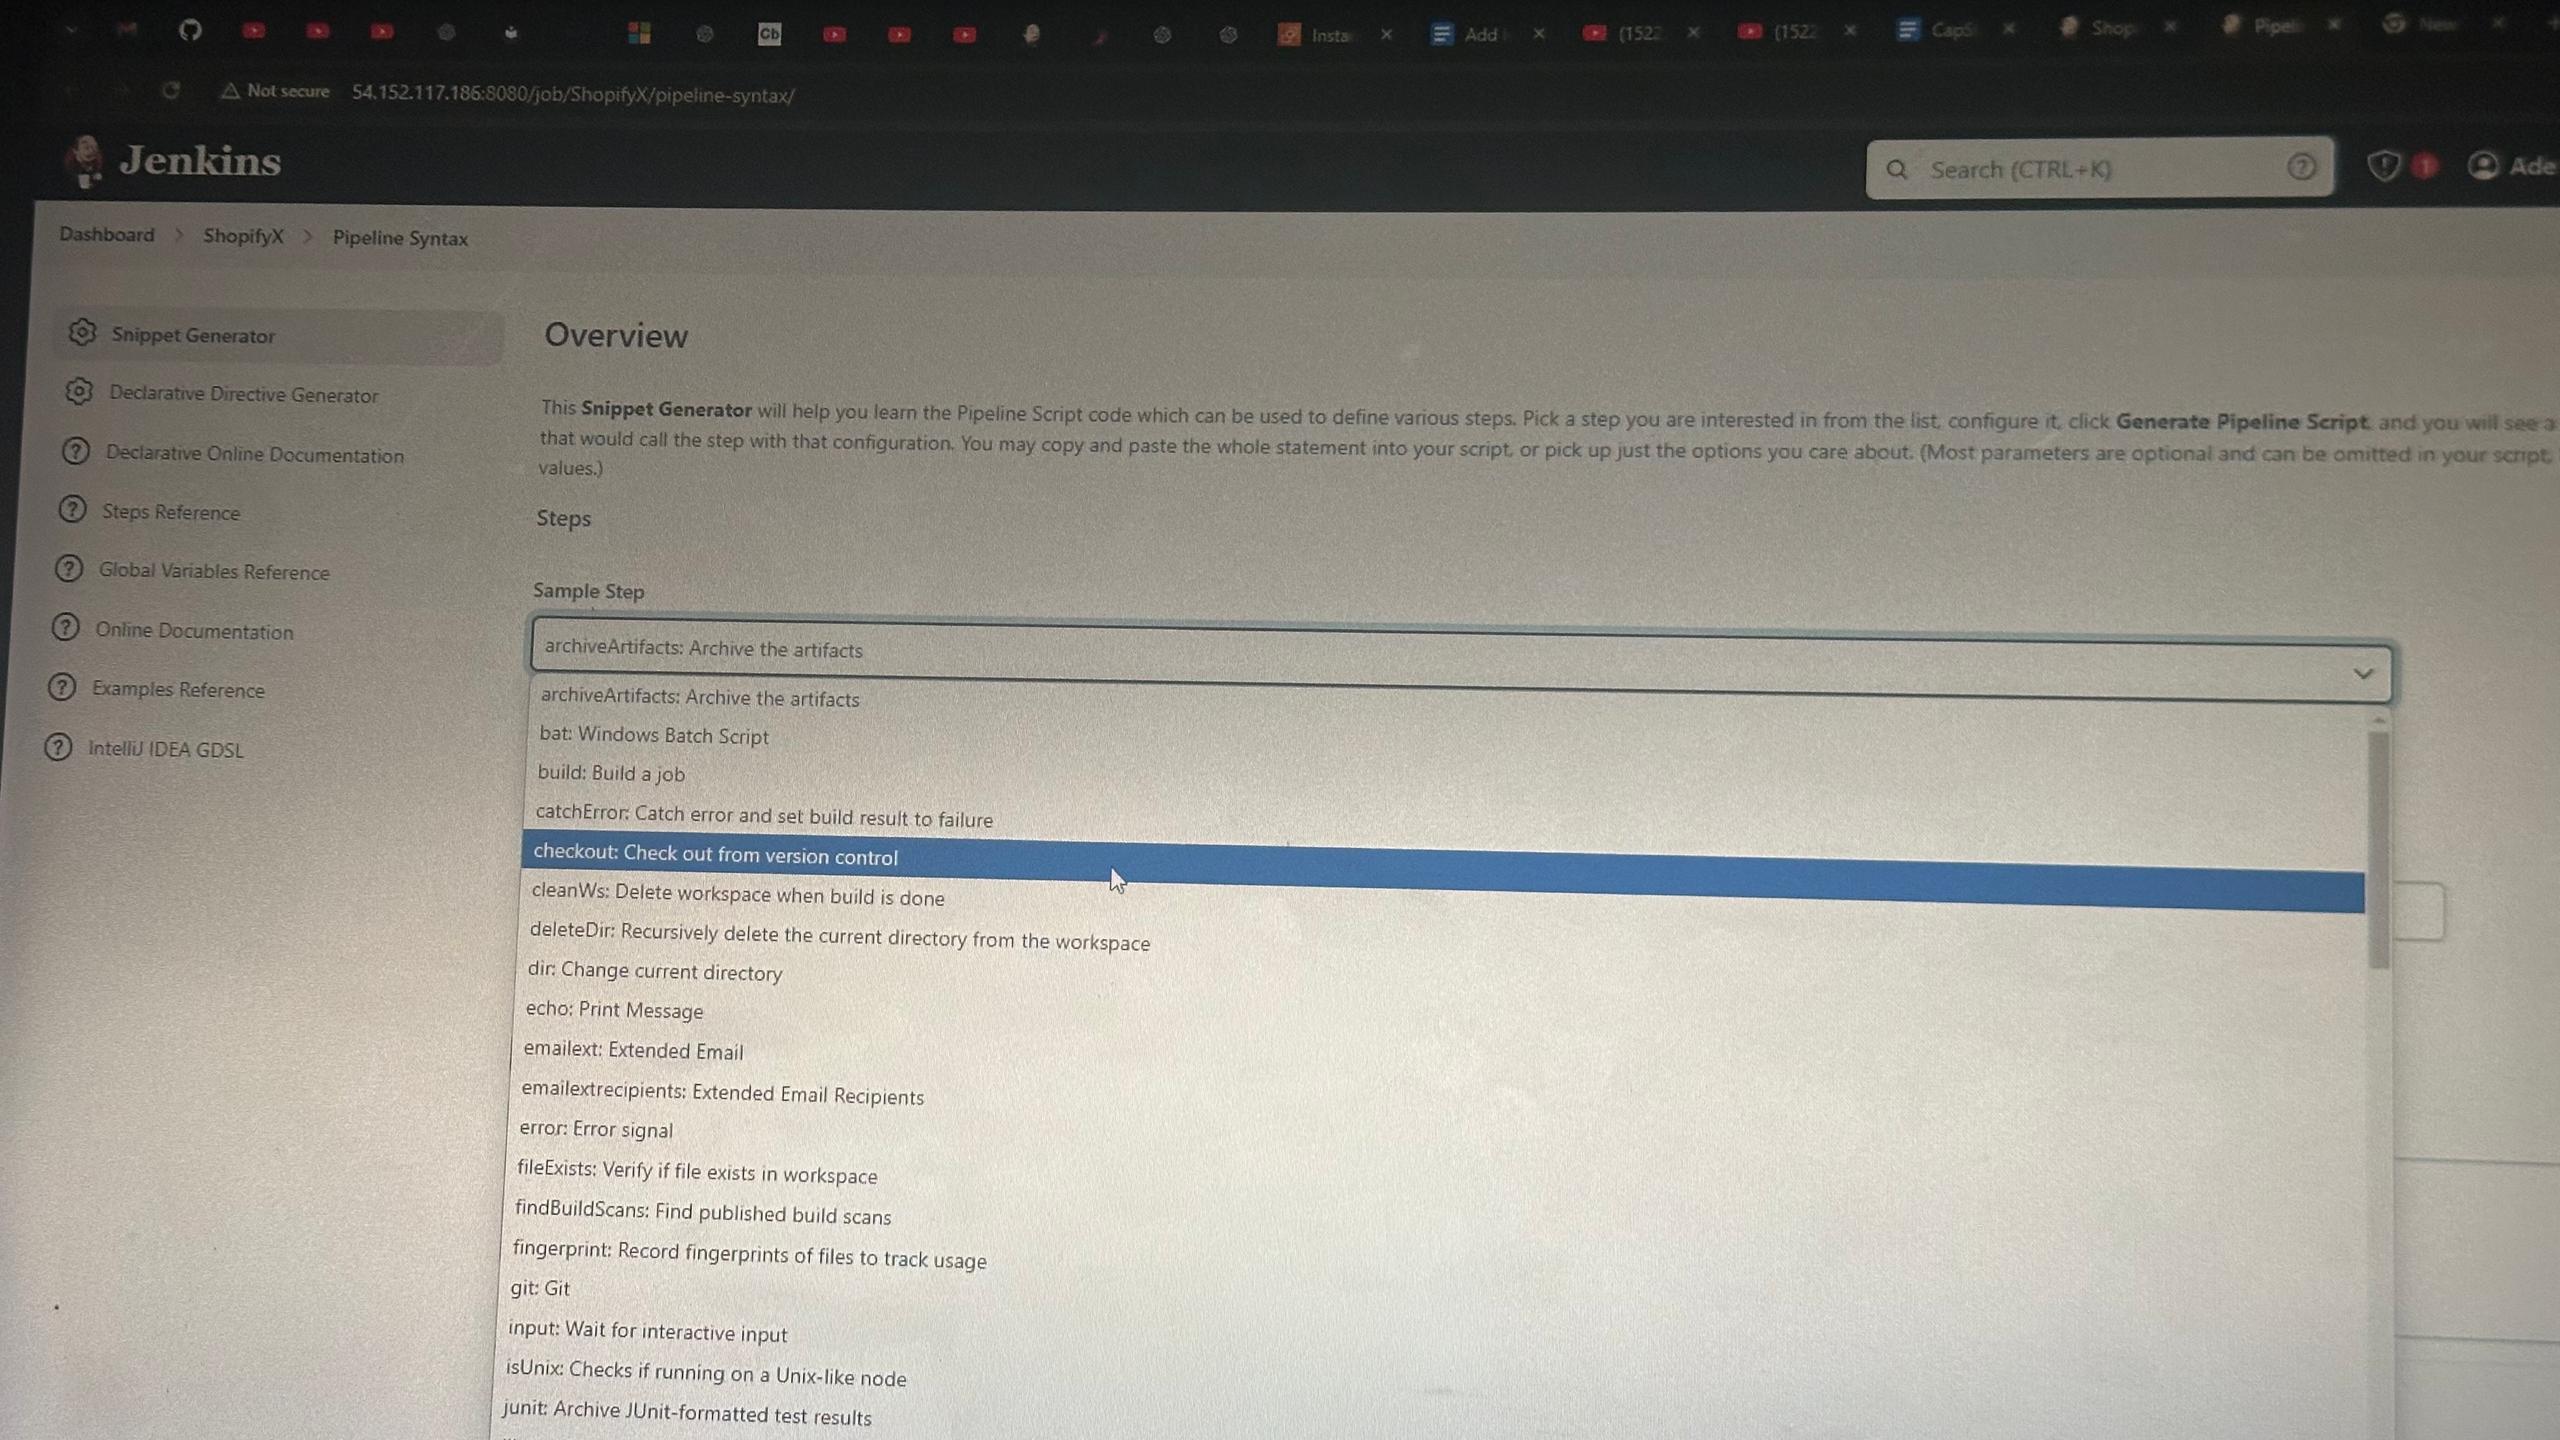 Cb
Insta
Add
(152
(152
CapS
Shop
Pipel
New
Not secure 54.152.117.186:8080/job/ShopifyX/pipeline-syntax/
Jenkins
Search (CTRL+K)
1
Ade
Dashboard > ShopifyX > Pipeline Syntax
Snippet Generator
Declarative Directive Generator
Declarative Online Documentation
Steps Reference
Global Variables Reference
Online Documentation
Examples Reference
IntelliJ IDEA GDSL
Overview
This Snippet Generator will help you learn the Pipeline Script code which can be used to define various steps. Pick a step you are interested in from the list, configure it, click Generate Pipeline Script, and you will see a
that would call the step with that configuration. You may copy and paste the whole statement into your script, or pick up just the options you care about. (Most parameters are optional and can be omitted in your script,
values.)
Steps
Sample Step
archiveArtifacts: Archive the artifacts
archiveArtifacts: Archive the artifacts
bat: Windows Batch Script
build: Build a job
catchError: Catch error and set build result to failure
checkout: Check out from version control
cleanWs: Delete workspace when build is done
deleteDir: Recursively delete the current directory from the workspace
dir: Change current directory
echo: Print Message
emailext: Extended Email
emailextrecipients: Extended Email Recipients
error: Error signal
fileExists: Verify if file exists in workspace
findBuildScans: Find published build scans
fingerprint: Record fingerprints of files to track usage
git: Git
input: Wait for interactive input
isUnix: Checks if running on a Unix-like node
junit: Archive JUnit-formatted test results